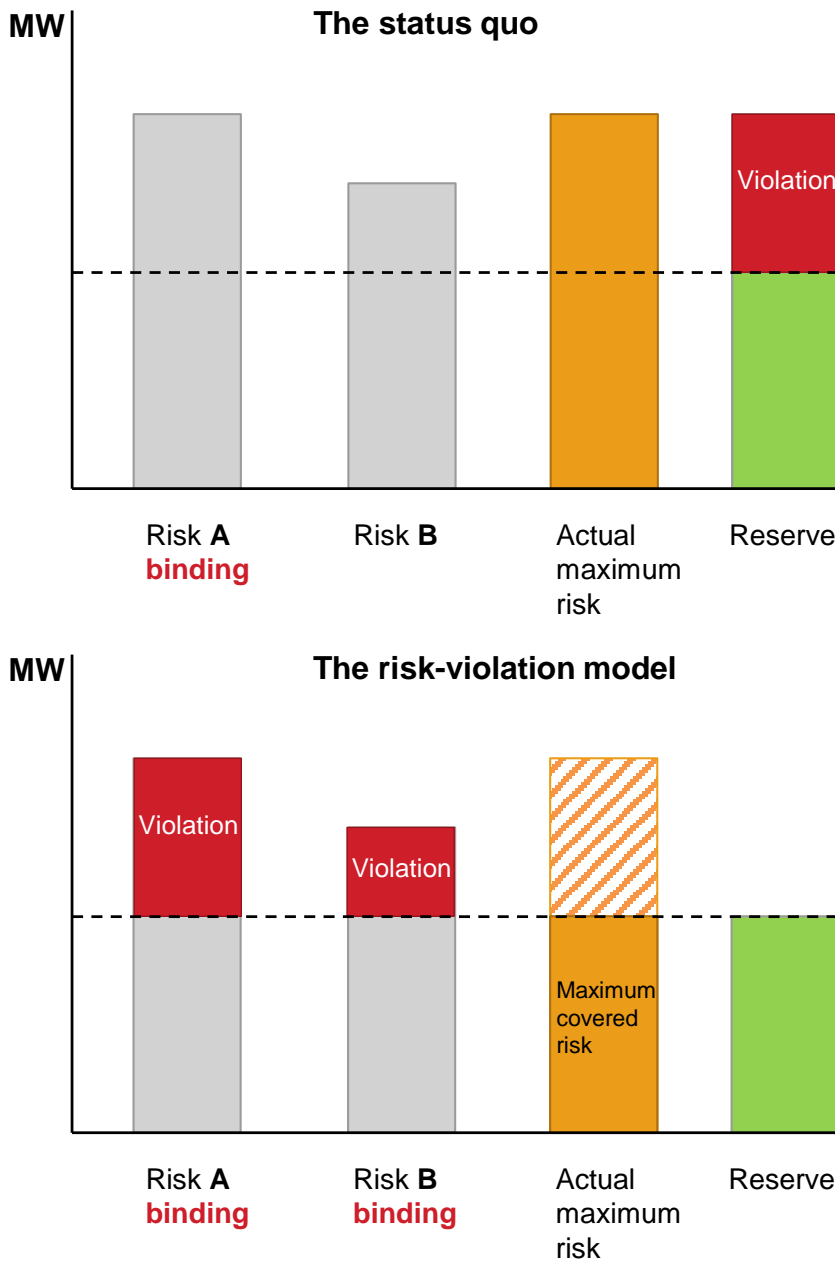 MW
The status quo
Violation
Risk A
binding
Risk B
Actual
maximum
risk
Reserve
MW
The risk-violation model
Violation
Violation
Maximum
covered
risk
Risk A
binding
Risk B
binding
Actual
maximum
risk
Reserve